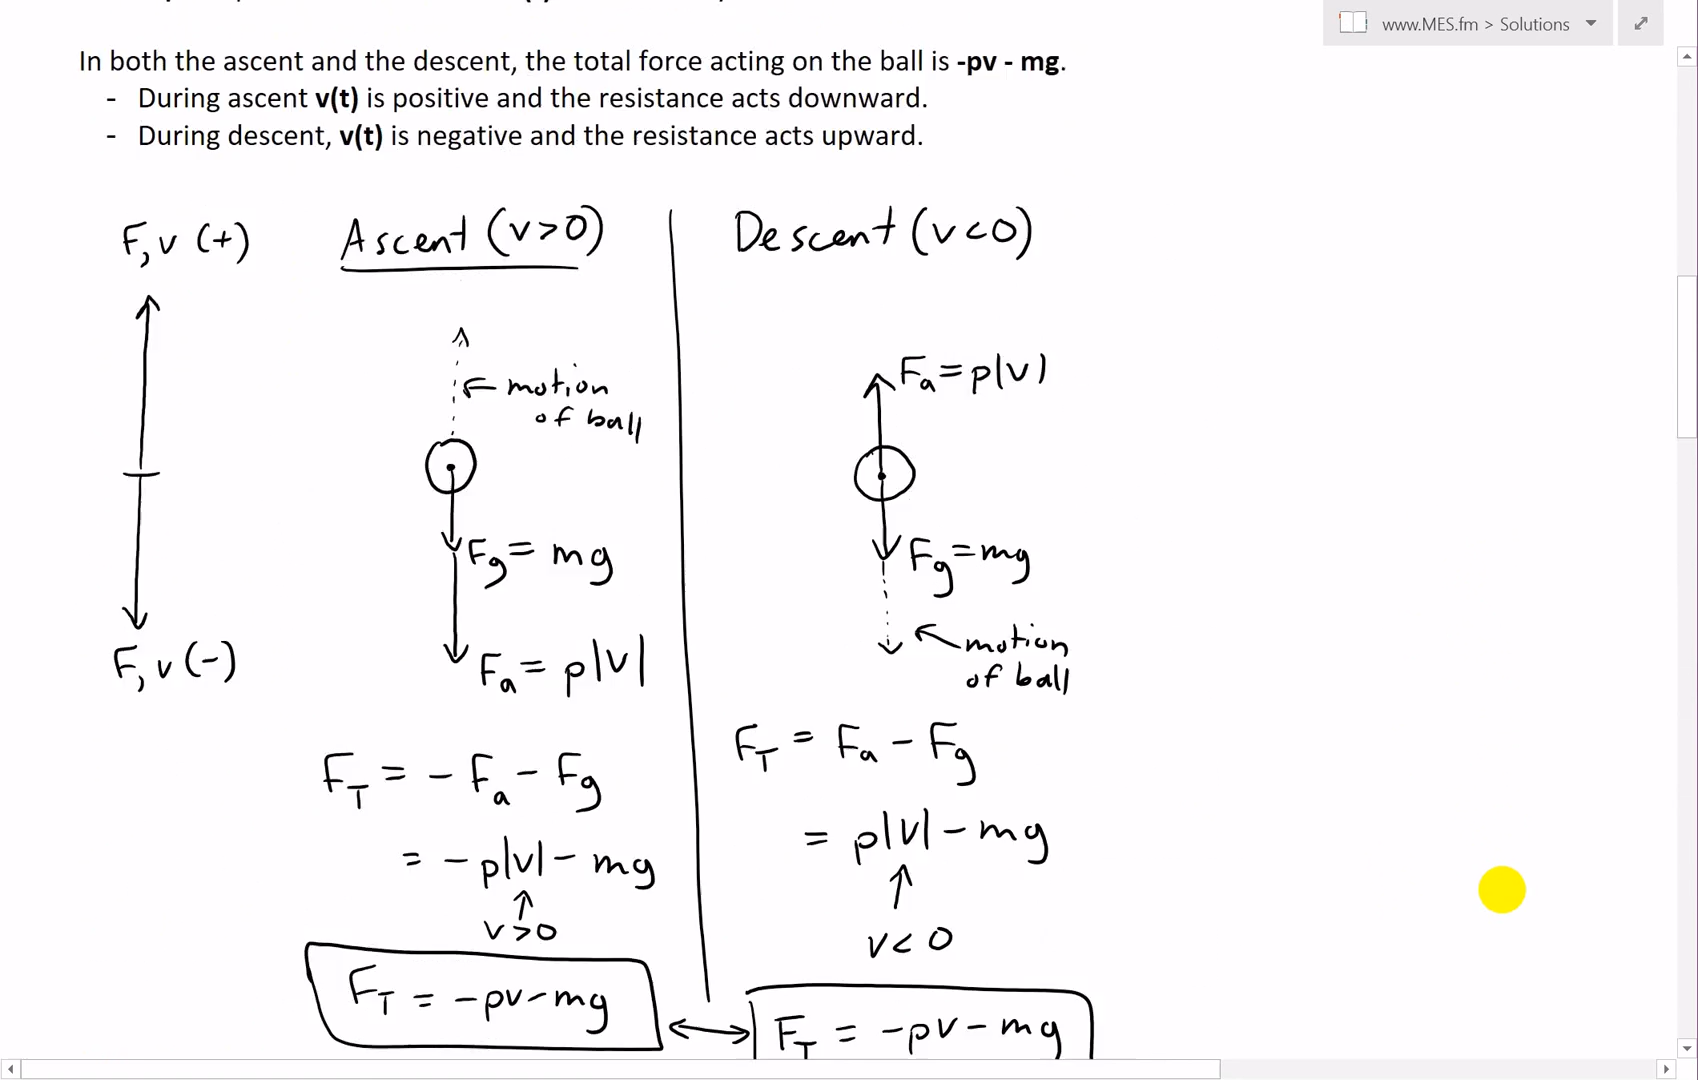 www.MES.fm > Solutions
In both the ascent and the descent, the total force acting on the ball is -pv - mg.
- During ascent v(t) is positive and the resistance acts downward.
- During descent, v(t) is negative and the resistance acts upward.
F, v (+)
Ascent (v>0)
motion
of ball
Fg = mg
Fa = p|v|
F, v (-)
FT = - Fa - Fg
= - p|v| - mg
↑
v > 0
FT = -pv - mg
Descent (v<0)
Fa = p|v|
Fg = mg
motion
of ball
FT = Fa - Fg
= p|v| - mg
↑
v < 0
FT = -pv - mg